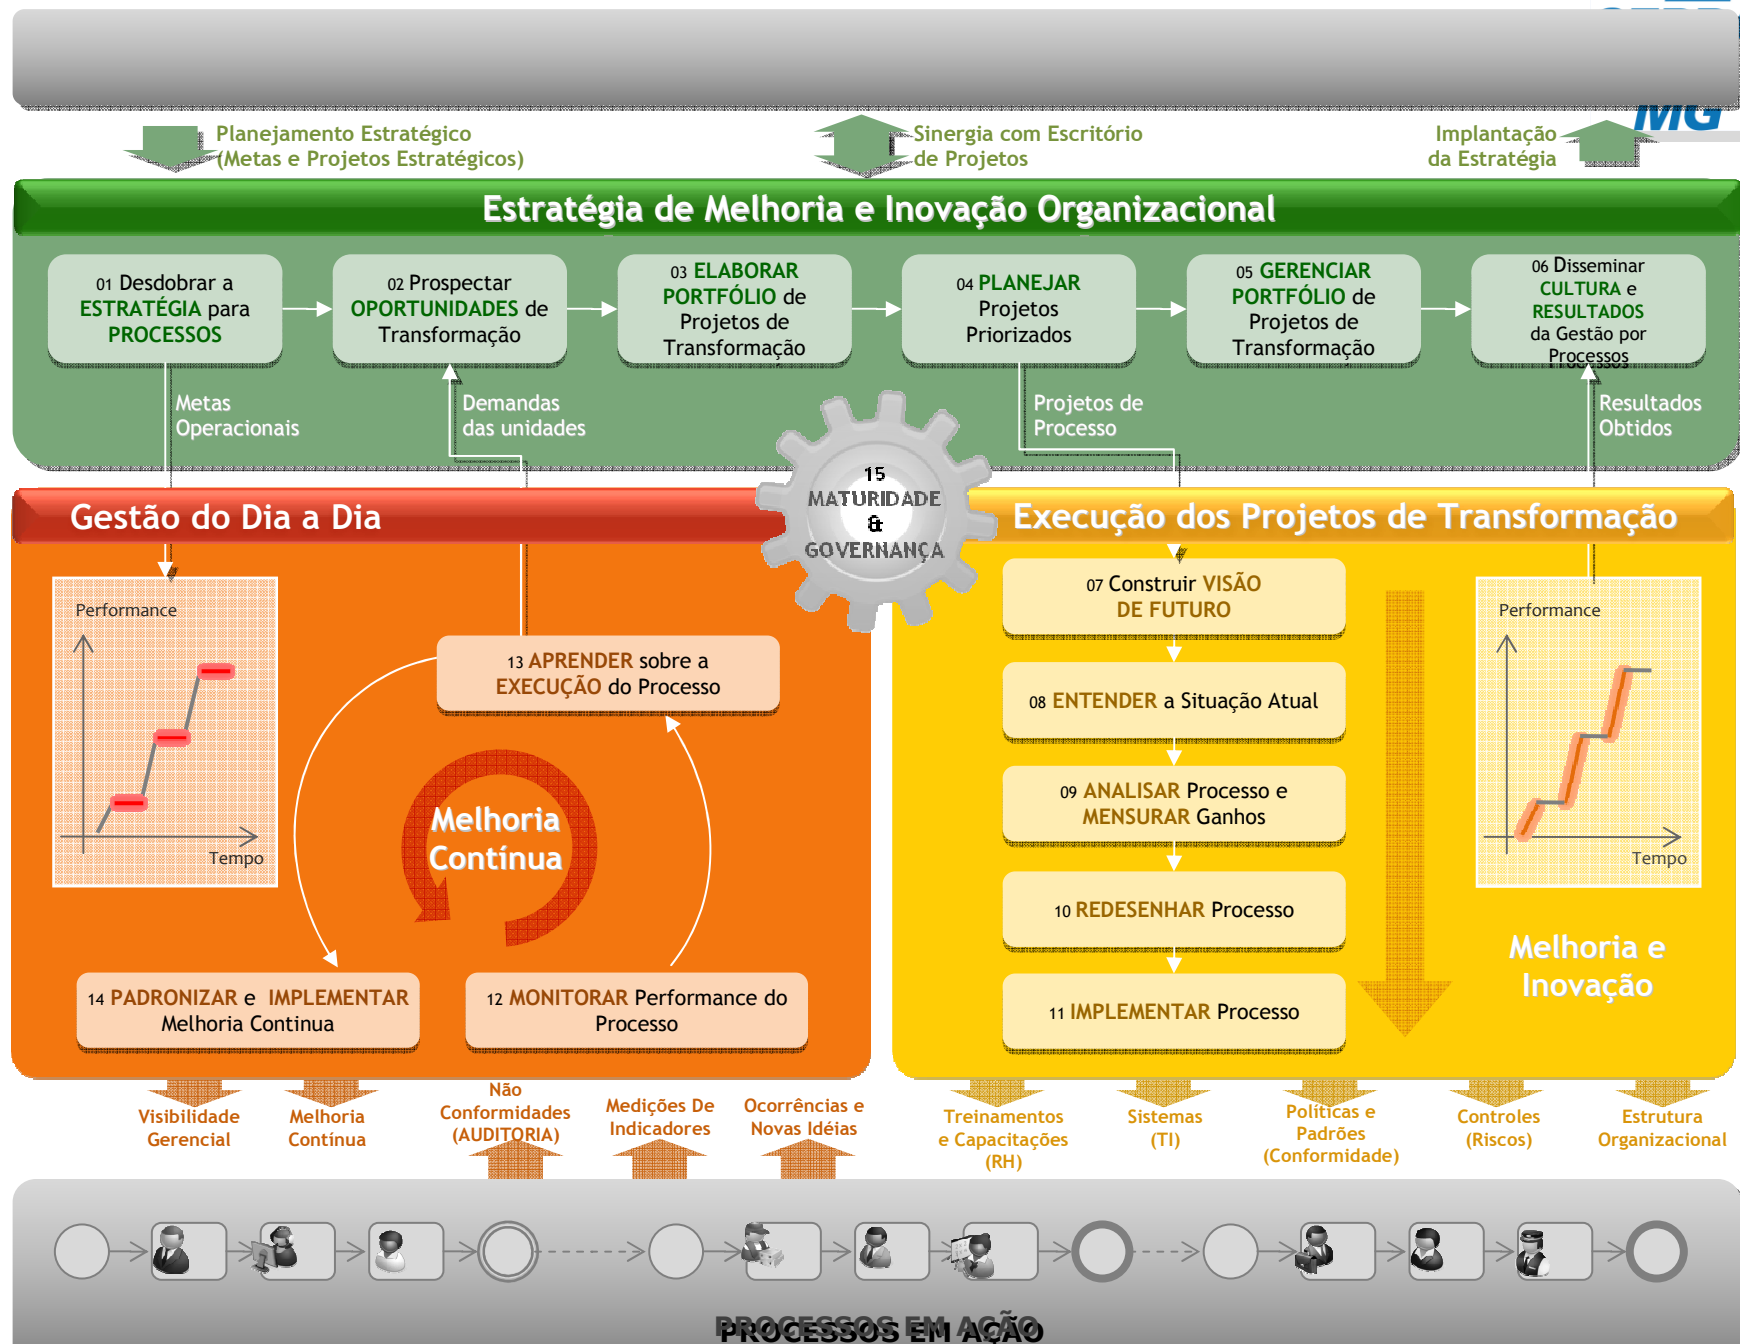 MG
Planejamento Estratégico
(Metas e Projetos Estratégicos)
Sinergia com Escritório
de Projetos
Implantação
da Estratégia
Estratégia de Melhoria e Inovação Organizacional
01 Desdobrar a
ESTRATÉGIA para
PROCESSOS
02 Prospectar
OPORTUNIDADES de
Transformação
03 ELABORAR
PORTFÓLIO de
Projetos de
Transformação
04 PLANEJAR
Projetos
Priorizados
05 GERENCIAR
PORTFÓLIO de
Projetos de
Transformação
06 Disseminar
CULTURA e
RESULTADOS
da Gestão por
Processos
Metas
Operacionais
Demandas
das unidades
Projetos de
Processo
Resultados
Obtidos
15
MATURIDADE
&
GOVERNANÇA
Gestão do Dia a Dia
Performance
Tempo
13 APRENDER sobre a
EXECUÇÃO do Processo
Melhoria
Contínua
14 PADRONIZAR e  IMPLEMENTAR
Melhoria Continua
12 MONITORAR Performance do
Processo
Execução dos Projetos de Transformação
07 Construir VISÃO
DE FUTURO
08 ENTENDER a Situação Atual
09 ANALISAR Processo e
MENSURAR Ganhos
10 REDESENHAR Processo
11 IMPLEMENTAR Processo
Performance
Tempo
Melhoria e
Inovação
Visibilidade
Gerencial
Melhoria
Contínua
Não
Conformidades
(AUDITORIA)
Medições De
Indicadores
Ocorrências e
Novas Idéias
Treinamentos
e Capacitações
(RH)
Sistemas
(TI)
Políticas e
Padrões
(Conformidade)
Controles
(Riscos)
Estrutura
Organizacional
PROCESSOS EM AÇÃO